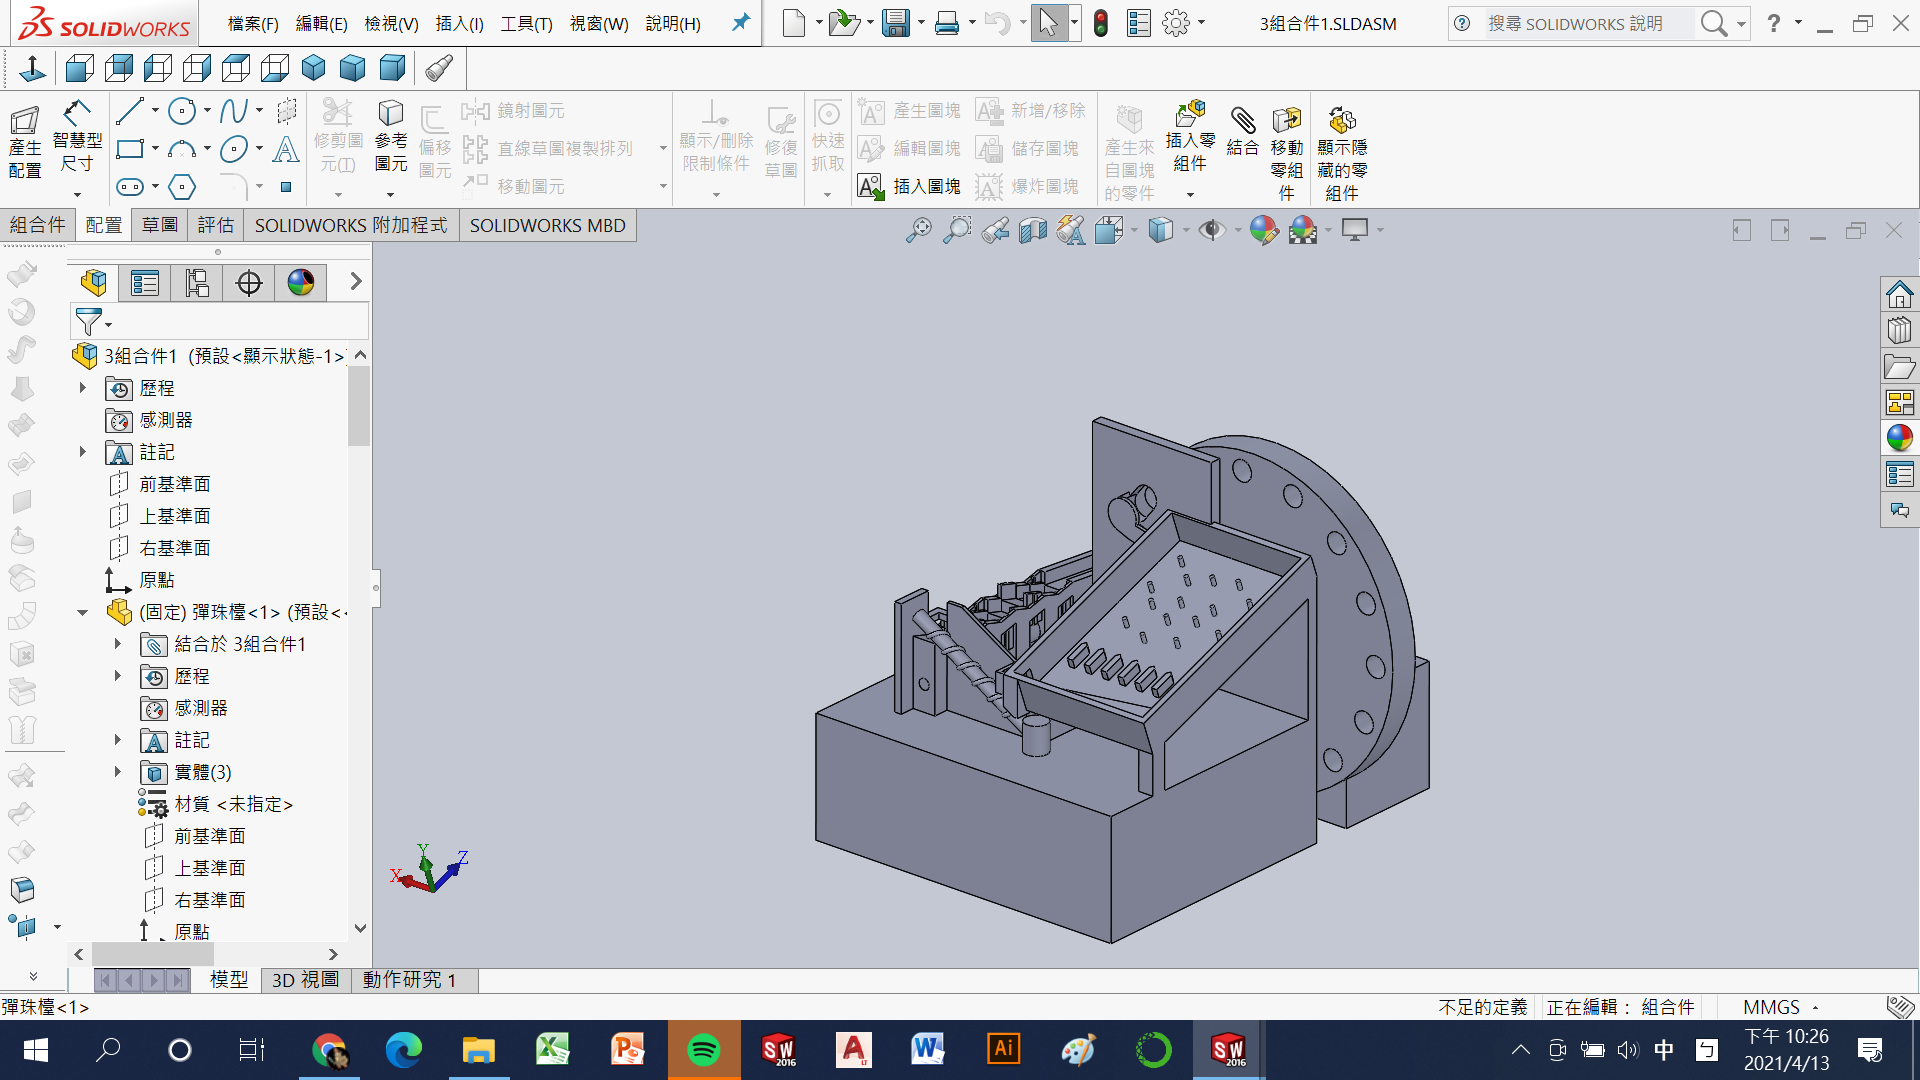 SOLIDWORKS
檔案(F) 編輯(E) 檢視(V) 插入(I) 工具(T) 視窗(W) 說明(H)
3組合件1.SLDASM
搜尋 SOLIDWORKS 說明
產生配置
智慧型尺寸
修剪圖元(T)
參考圖元
偏移圖元
鏡射圖元
直線草圖複製排列
移動圖元
顯示/刪除限制條件
修復草圖
快速抓取
產生圖塊
編輯圖塊
插入圖塊
新增/移除
儲存圖塊
爆炸圖塊
產生來自圖塊的零件
插入零組件
結合
移動零組件
顯示隱藏的零組件
組合件 配置 草圖 評估 SOLIDWORKS 附加程式 SOLIDWORKS MBD
3組合件1 (預設<顯示狀態-1>)
歷程
感測器
註記
前基準面
上基準面
右基準面
原點
(固定) 彈珠檯<1> (預設<<
結合於 3組合件1
歷程
感測器
註記
實體(3)
材質 <未指定>
前基準面
上基準面
右基準面
原點
Y
Z
X
模型 3D 視圖 動作研究 1
彈珠檯<1>
不足的定義 正在編輯： 組合件 MMGS
中 ㄅ
下午 10:26
2021/4/13